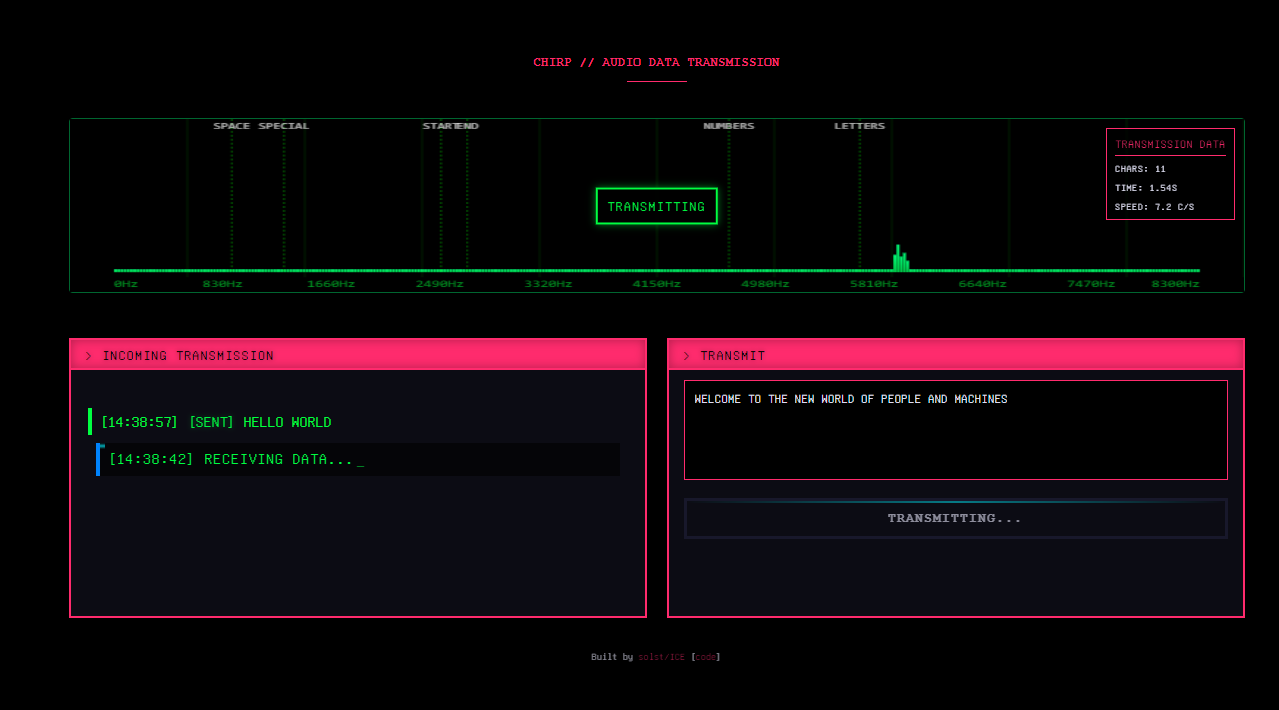 CHIRP // AUDIO DATA TRANSMISSION
SPACE SPECIAL START END NUMBERS LETTERS
TRANSMISSION DATA
CHARS: 11
TIME: 1.54S
SPEED: 7.2 C/S
TRANSMITTING
0Hz 830Hz 1660Hz 2490Hz 3320Hz 4150Hz 4980Hz 5810Hz 6640Hz 7470Hz 8300Hz
> INCOMING TRANSMISSION
[14:38:57] [SENT] HELLO WORLD
[14:38:42] RECEIVING DATA..._
> TRANSMIT
WELCOME TO THE NEW WORLD OF PEOPLE AND MACHINES
TRANSMITTING...
Built by solst/ICE [code]